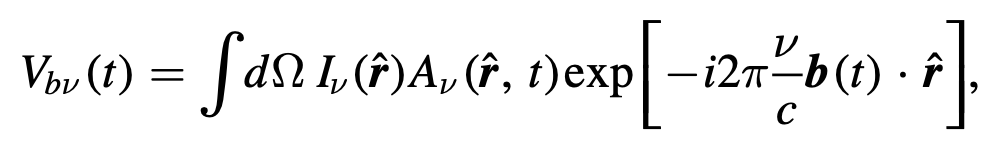 V_{bν}(t) = ∫ dΩ I_ν(r̂) A_ν(r̂, t) exp[−i2π (ν/c) b(t) · r̂],